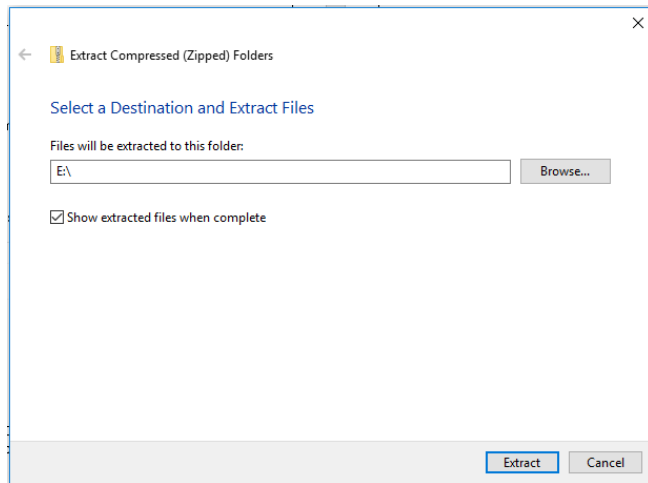 Extract Compressed (Zipped) Folders
Select a Destination and Extract Files
Files will be extracted to this folder:
E:\
Browse...
Show extracted files when complete
Extract
Cancel